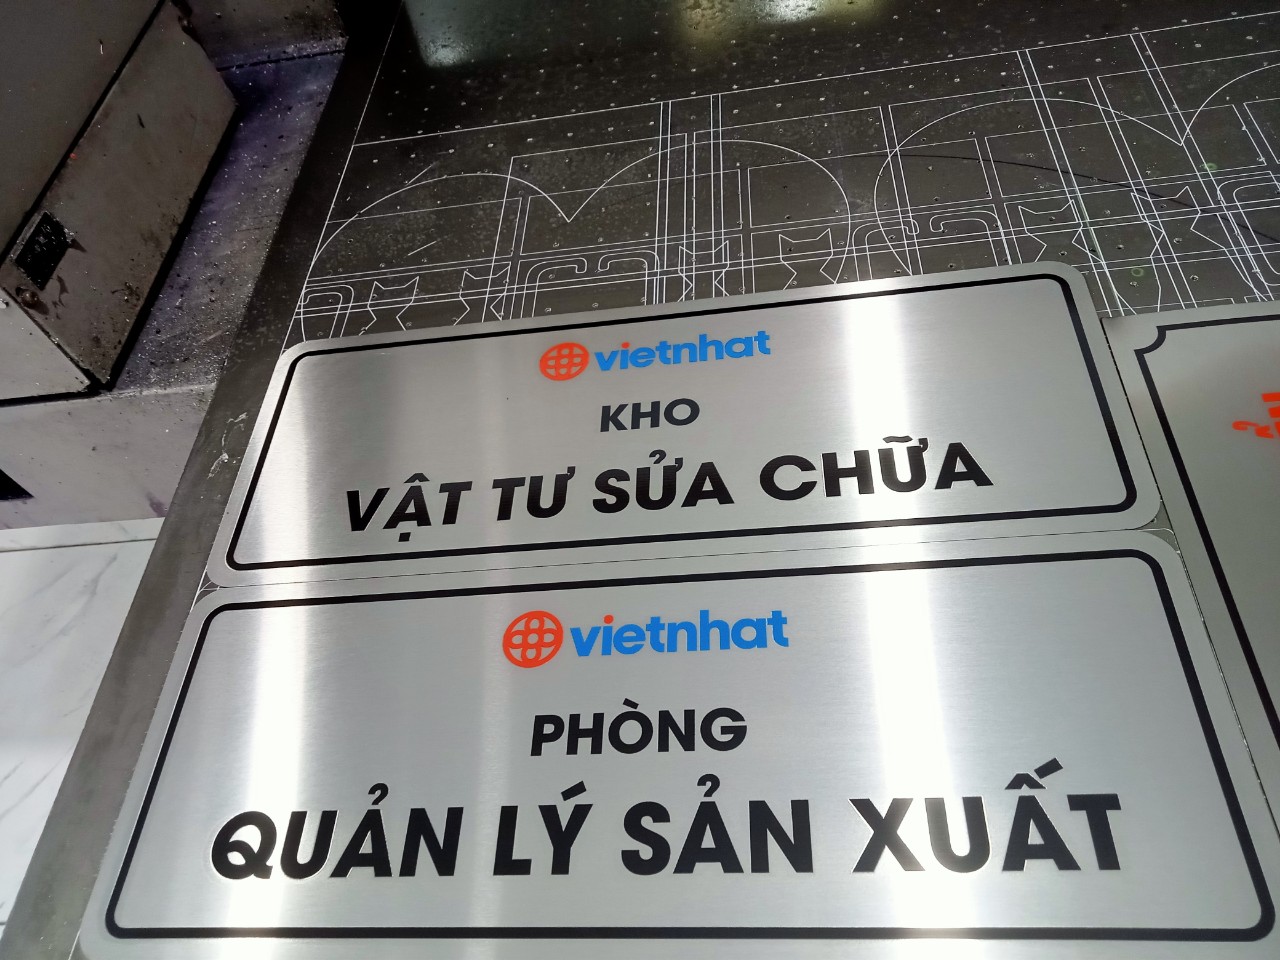 vietnhat
KHO
VẬT TƯ SỬA CHỮA
vietnhat
PHÒNG
QUẢN LÝ SẢN XUẤT